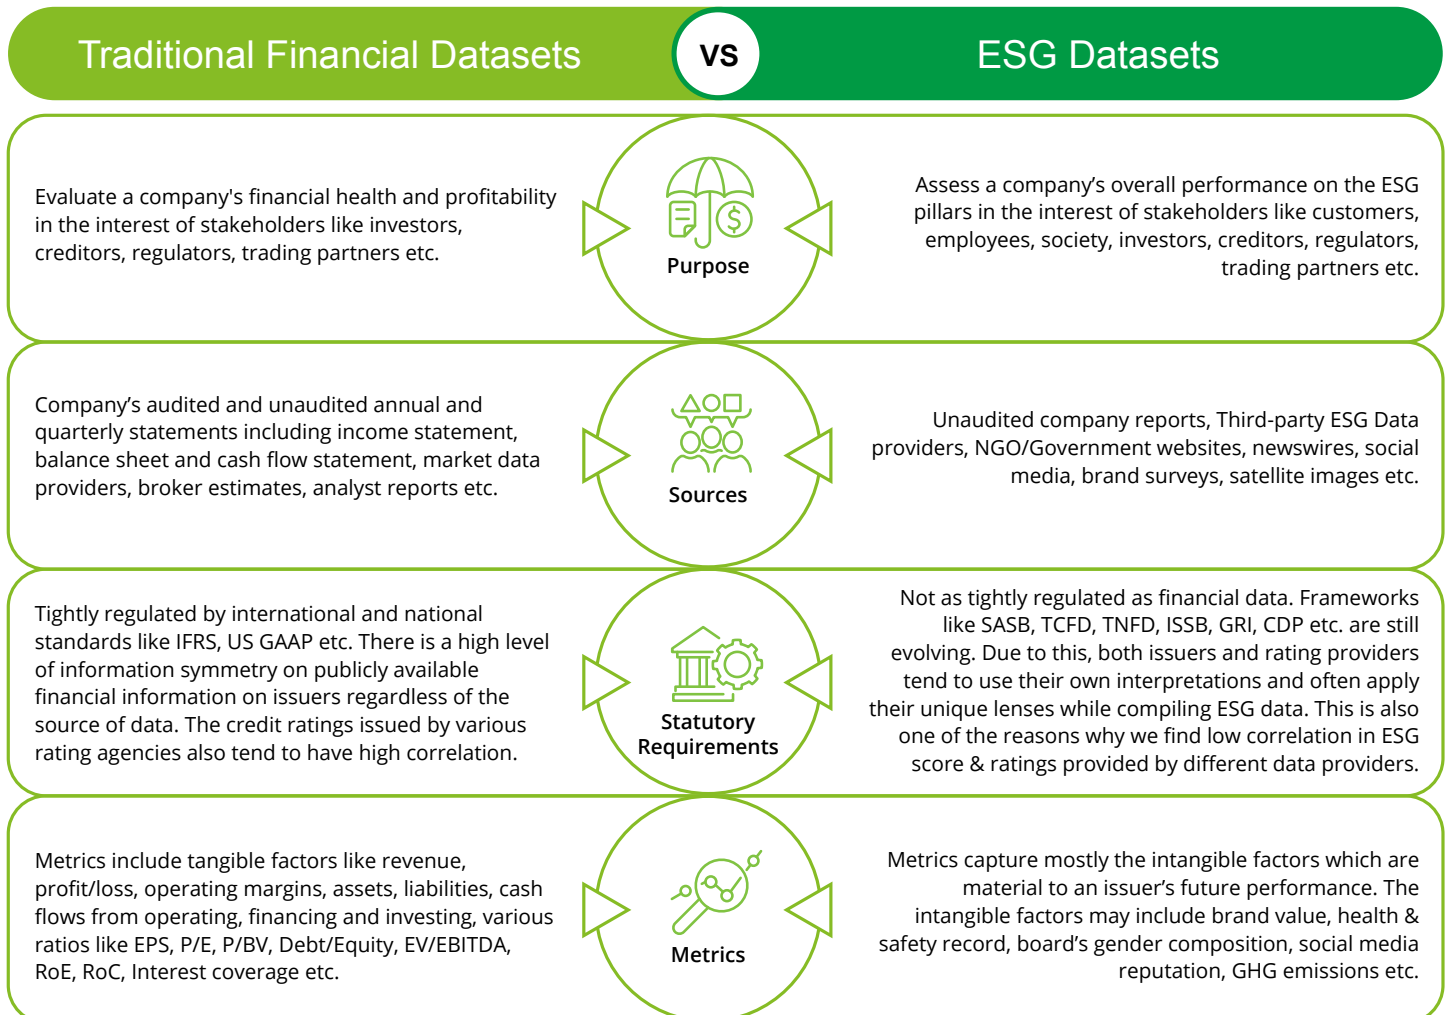 Traditional Financial Datasets
VS
ESG Datasets
Evaluate a company's financial health and profitability
in the interest of stakeholders like investors,
creditors, regulators, trading partners etc.
Purpose
Assess a company’s overall performance on the ESG
pillars in the interest of stakeholders like customers,
employees, society, investors, creditors, regulators,
trading partners etc.
Company’s audited and unaudited annual and
quarterly statements including income statement,
balance sheet and cash flow statement, market data
providers, broker estimates, analyst reports etc.
Sources
Unaudited company reports, Third-party ESG Data
providers, NGO/Government websites, newswires, social
media, brand surveys, satellite images etc.
Tightly regulated by international and national
standards like IFRS, US GAAP etc. There is a high level
of information symmetry on publicly available
financial information on issuers regardless of the
source of data. The credit ratings issued by various
rating agencies also tend to have high correlation.
Statutory
Requirements
Not as tightly regulated as financial data. Frameworks
like SASB, TCFD, TNFD, ISSB, GRI, CDP etc. are still
evolving. Due to this, both issuers and rating providers
tend to use their own interpretations and often apply
their unique lenses while compiling ESG data. This is also
one of the reasons why we find low correlation in ESG
score & ratings provided by different data providers.
Metrics include tangible factors like revenue,
profit/loss, operating margins, assets, liabilities, cash
flows from operating, financing and investing, various
ratios like EPS, P/E, P/BV, Debt/Equity, EV/EBITDA,
RoE, RoC, Interest coverage etc.
Metrics
Metrics capture mostly the intangible factors which are
material to an issuer’s future performance. The
intangible factors may include brand value, health &
safety record, board’s gender composition, social media
reputation, GHG emissions etc.